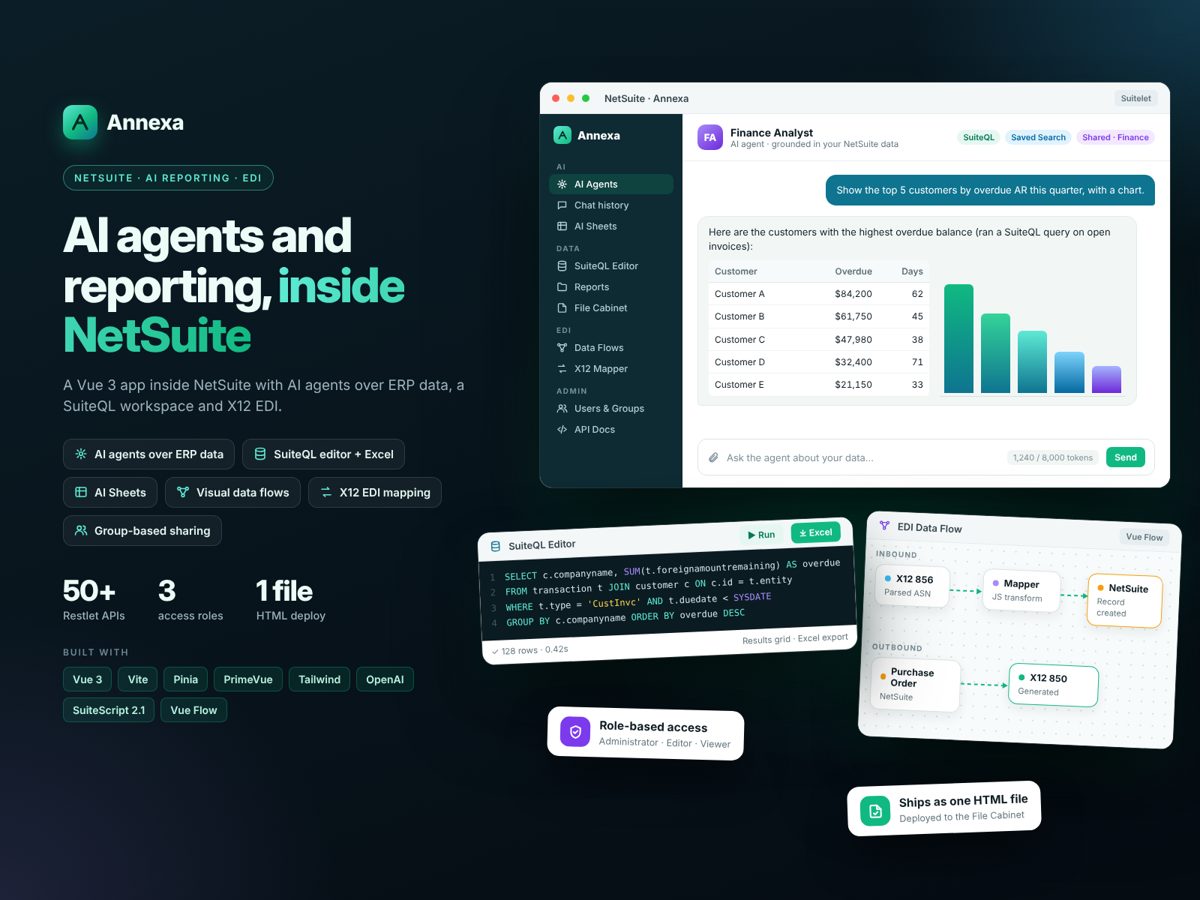 Annexa
NETSUITE · AI REPORTING · EDI
AI agents and
reporting, inside
NetSuite
A Vue 3 app inside NetSuite with AI agents over ERP data, a
SuiteQL workspace and X12 EDI.
AI agents over ERP data
SuiteQL editor + Excel
AI Sheets
Visual data flows
X12 EDI mapping
Group-based sharing
50+
Restlet APIs
3
access roles
1 file
HTML deploy
BUILT WITH
Vue 3
Vite
Pinia
PrimeVue
Tailwind
OpenAI
SuiteScript 2.1
Vue Flow
NetSuite · Annexa
Suitelet
Annexa
AI
AI Agents
Chat history
AI Sheets
DATA
SuiteQL Editor
Reports
File Cabinet
EDI
Data Flows
X12 Mapper
ADMIN
Users & Groups
API Docs
FA
Finance Analyst
AI agent · grounded in your NetSuite data
SuiteQL
Saved Search
Shared · Finance
Show the top 5 customers by overdue AR this quarter, with a chart.
Here are the customers with the highest overdue balance (ran a SuiteQL query on open
invoices):
Customer Overdue Days
Customer A $84,200 62
Customer B $61,750 45
Customer C $47,980 38
Customer D $32,400 71
Customer E $21,150 33
Ask the agent about your data...
1,240 / 8,000 tokens
Send
SuiteQL Editor
Run
Excel
1 SELECT c.companyname, SUM(t.foreignamountremaining) AS overdue
2 FROM transaction t JOIN customer c ON c.id = t.entity
3 WHERE t.type = 'CustInvc' AND t.duedate < SYSDATE
4 GROUP BY c.companyname ORDER BY overdue DESC
✓ 128 rows · 0.42s
Results grid · Excel export
EDI Data Flow
Vue Flow
INBOUND
X12 856
Parsed ASN
Mapper
JS transform
NetSuite
Record
created
OUTBOUND
Purchase
Order
NetSuite
X12 850
Generated
Role-based access
Administrator · Editor · Viewer
Ships as one HTML file
Deployed to the File Cabinet